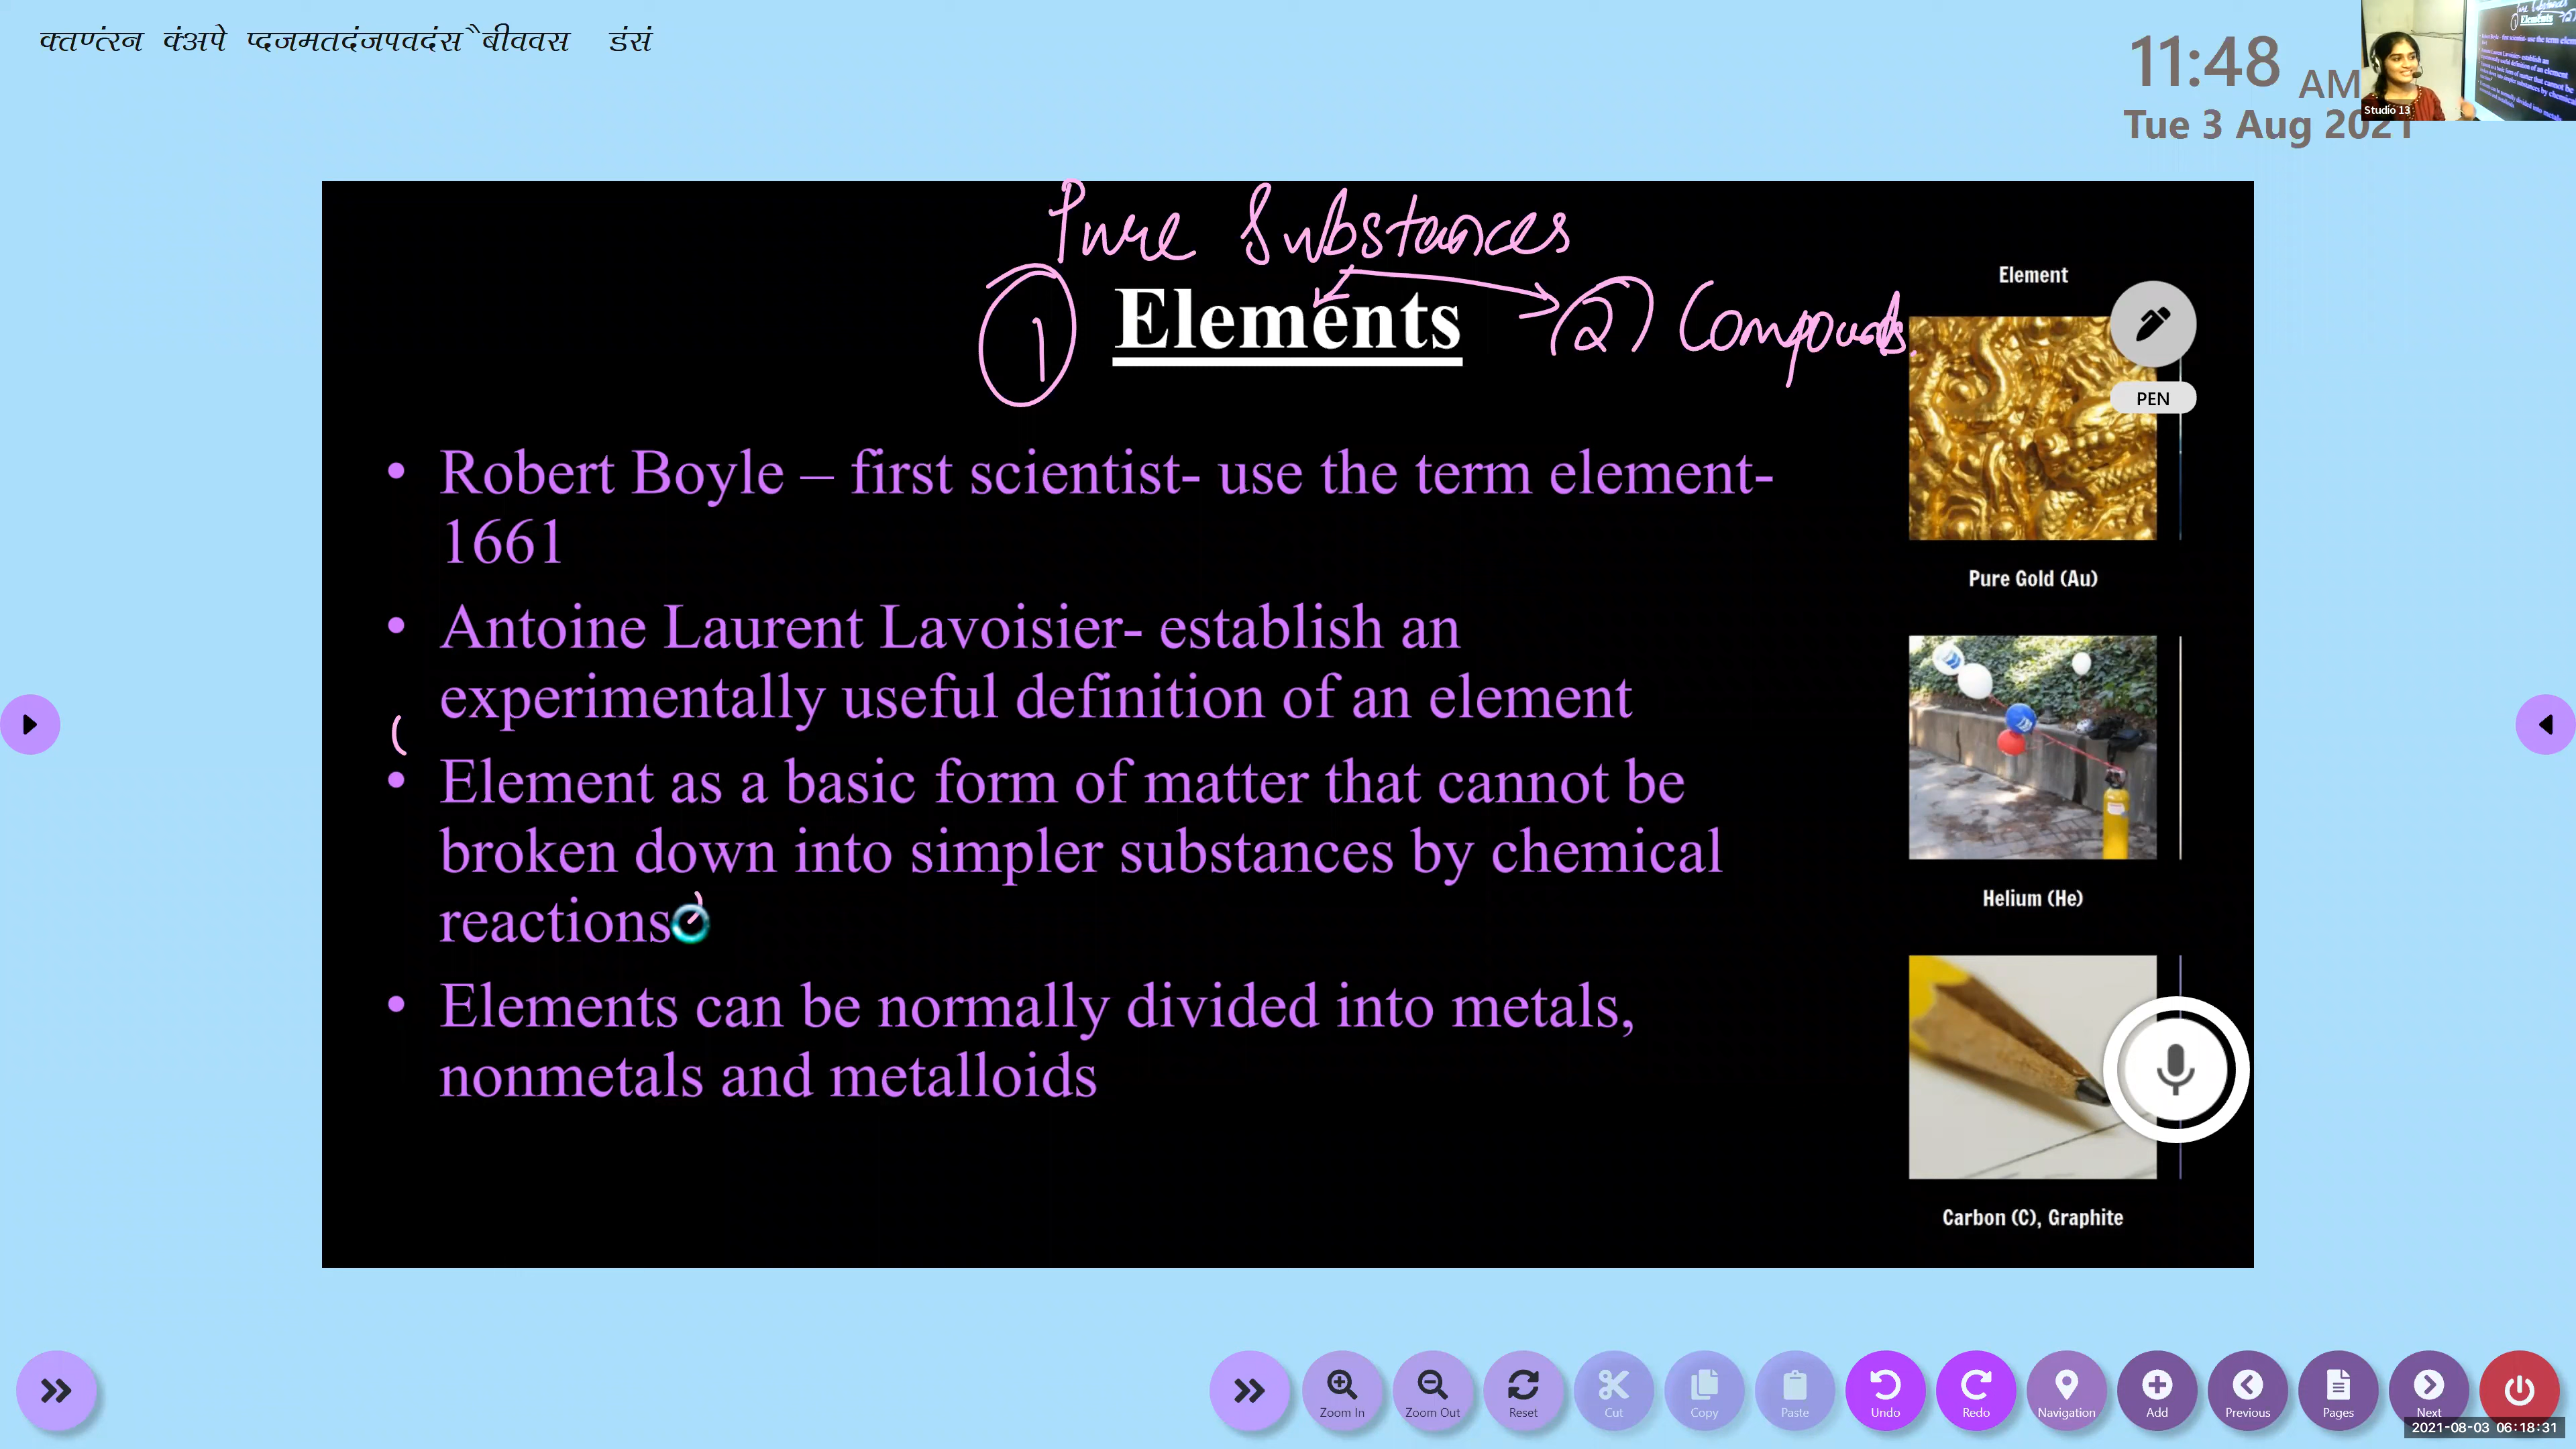 क्तण्ंरन कंअपे प्दजमतदंजपवदंस ैबीववस डंसं
11:48 AM
Tue 3 Aug 2021
Studio 13
Pure Substances
1 Elements 2) Compounds
• Robert Boyle – first scientist- use the term element-
1661
• Antoine Laurent Lavoisier- establish an
experimentally useful definition of an element
• Element as a basic form of matter that cannot be
broken down into simpler substances by chemical
reactions
• Elements can be normally divided into metals,
nonmetals and metalloids
Element
PEN
Pure Gold (Au)
Helium (He)
Carbon (C), Graphite
Zoom In
Zoom Out
Reset
Cut
Copy
Paste
Undo
Redo
Navigation
Add
Previous
Pages
Next
2021-08-03 06:18:31